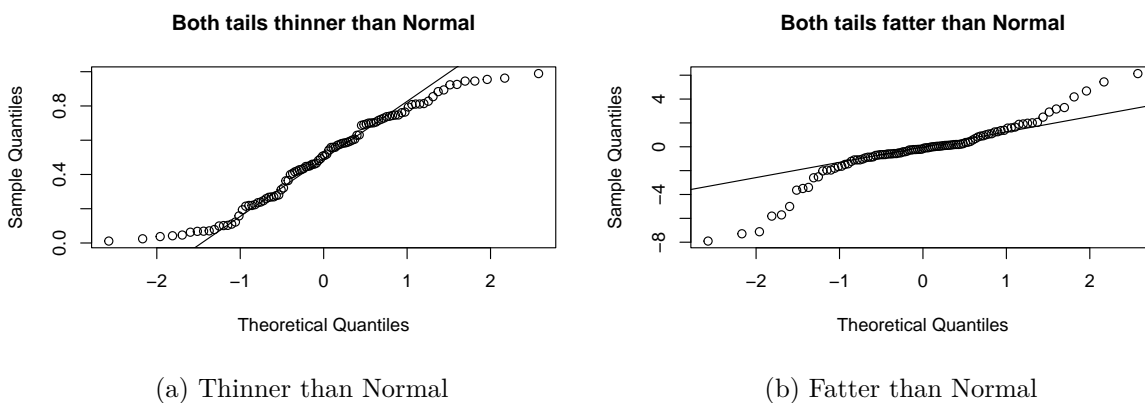 Both tails thinner than Normal
Sample Quantiles
0.8
0.4
0.0
−2
−1
0
1
2
Theoretical Quantiles
(a) Thinner than Normal
Both tails fatter than Normal
Sample Quantiles
4
0
−4
−8
−2
−1
0
1
2
Theoretical Quantiles
(b) Fatter than Normal